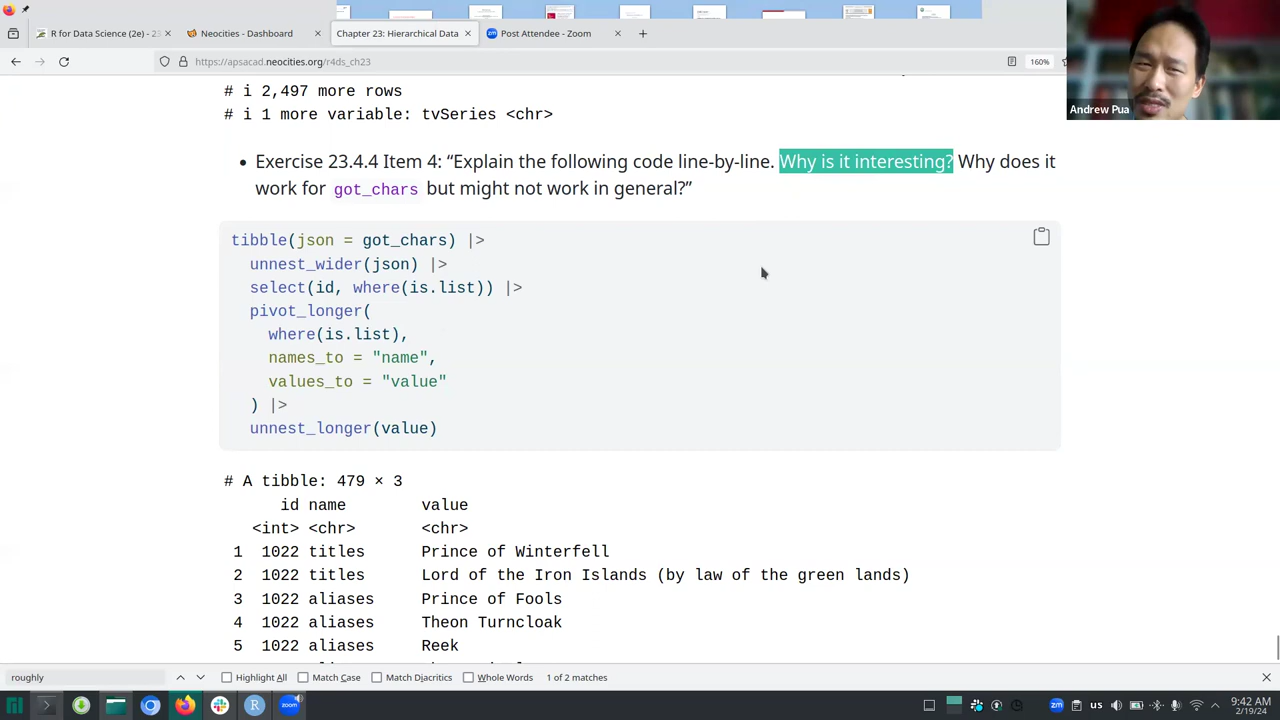 R for Data Science (2e) - 23
Neocities - Dashboard
Chapter 23: Hierarchical Data
Post Attendee - Zoom
https://apsacad.neocities.org/r4ds_ch23
160%
Andrew Pua
# i 2,497 more rows
# i 1 more variable: tvSeries <chr>
• Exercise 23.4.4 Item 4: “Explain the following code line-by-line. Why is it interesting? Why does it
work for got_chars but might not work in general?”
tibble(json = got_chars) |>
  unnest_wider(json) |>
  select(id, where(is.list)) |>
  pivot_longer(
    where(is.list),
    names_to = "name",
    values_to = "value"
  ) |>
  unnest_longer(value)
# A tibble: 479 × 3
id name value
<int> <chr> <chr>
1 1022 titles Prince of Winterfell
2 1022 titles Lord of the Iron Islands (by law of the green lands)
3 1022 aliases Prince of Fools
4 1022 aliases Theon Turncloak
5 1022 aliases Reek
roughly
Highlight All
Match Case
Match Diacritics
Whole Words
1 of 2 matches
zm
us
9:42 AM
2/19/24